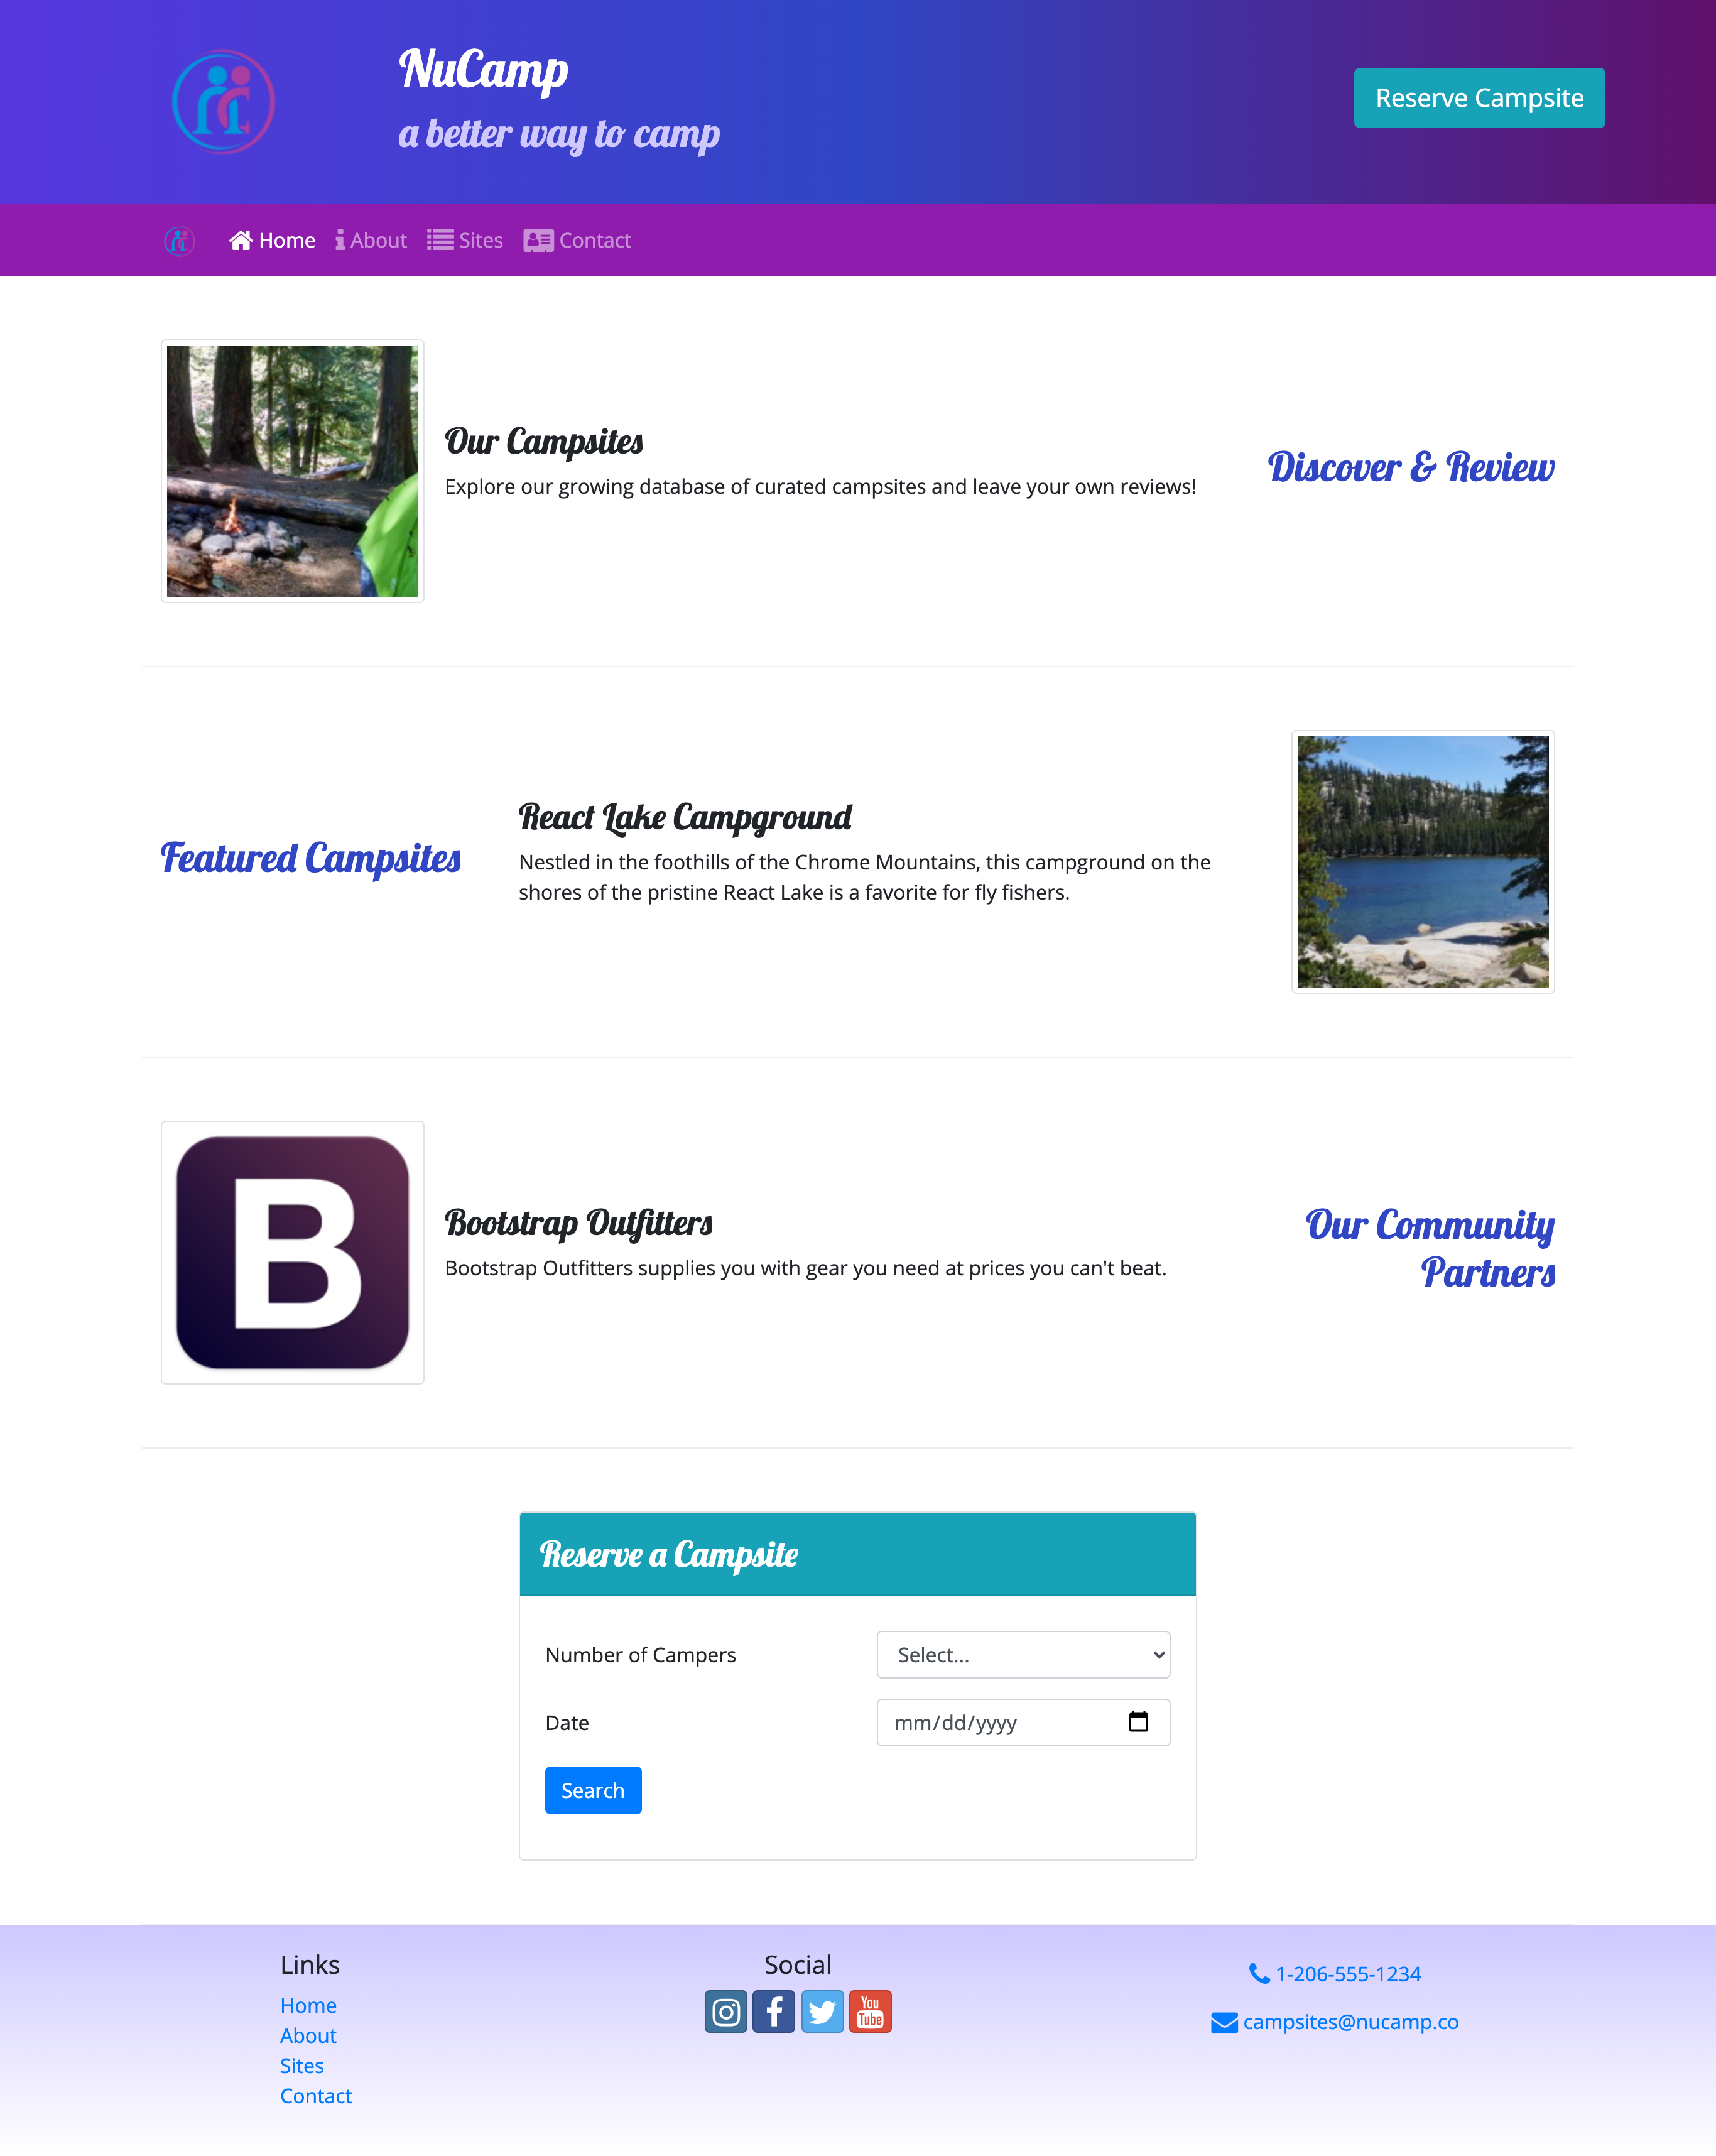 NuCamp
a better way to camp
Reserve Campsite
Home About Sites Contact
Our Campsites
Explore our growing database of curated campsites and leave your own reviews!
Discover & Review
Featured Campsites
React Lake Campground
Nestled in the foothills of the Chrome Mountains, this campground on the
shores of the pristine React Lake is a favorite for fly fishers.
B
Bootstrap Outfitters
Bootstrap Outfitters supplies you with gear you need at prices you can't beat.
Our Community
Partners
Reserve a Campsite
Number of Campers
Select...
Date
mm/dd/yyyy
Search
Links
Home
About
Sites
Contact
Social
You
Tube
1-206-555-1234
campsites@nucamp.co